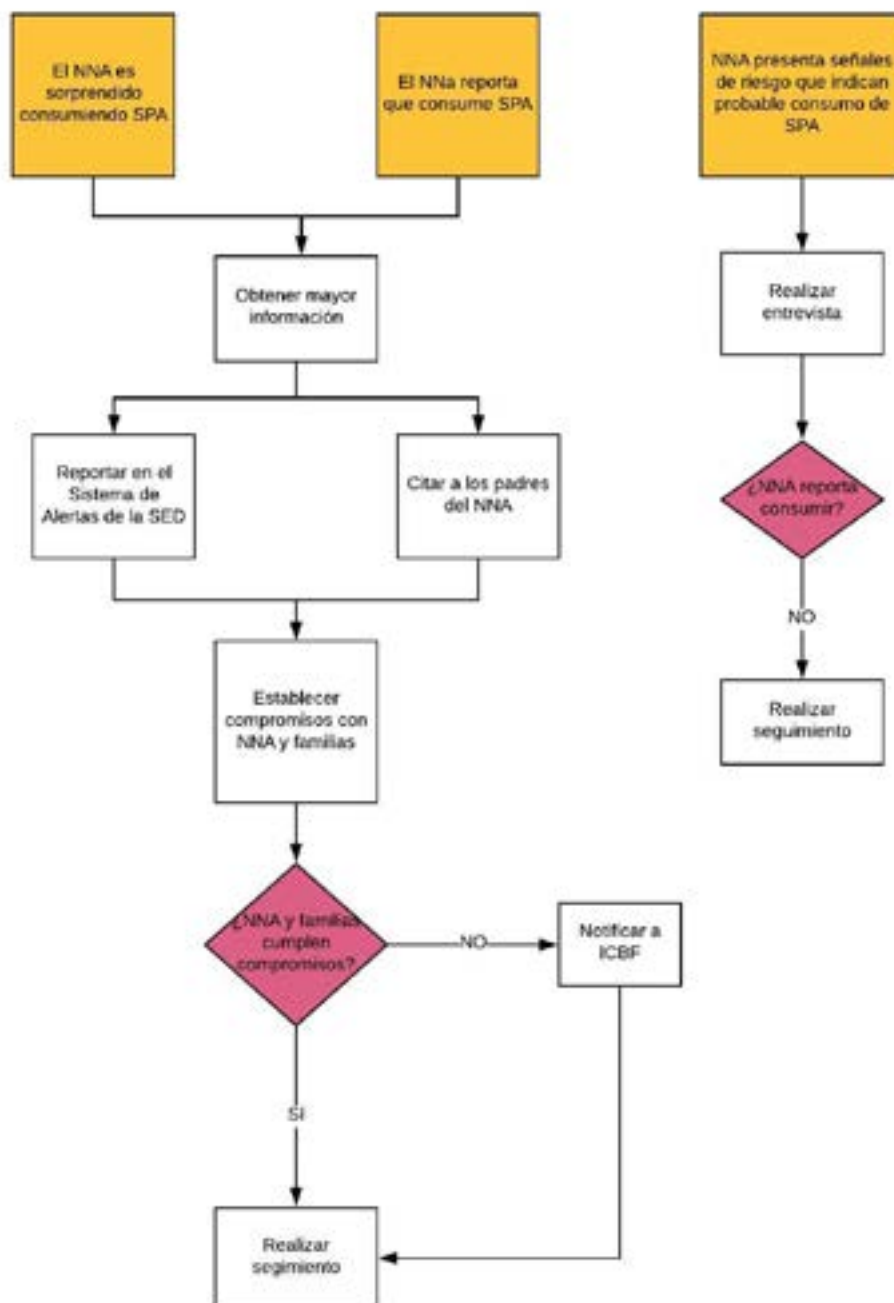 El NNA es
sorprendido
consumiendo SPA
El NNa reporta
que consume SPA
NNA presenta señales
de riesgo que indican
probable consumo de
SPA
Obtener mayor
información
Realizar
entrevista
Reportar en el
Sistema de
Alertas de la SED
Citar a los padres
del NNA
¿NNA reporta
consumir?
NO
Establecer
compromisos con
NNA y familias
Realizar
seguimiento
¿NNA y familias
cumplen
compromisos?
NO
Notificar a
ICBF
SI
Realizar
segimiento